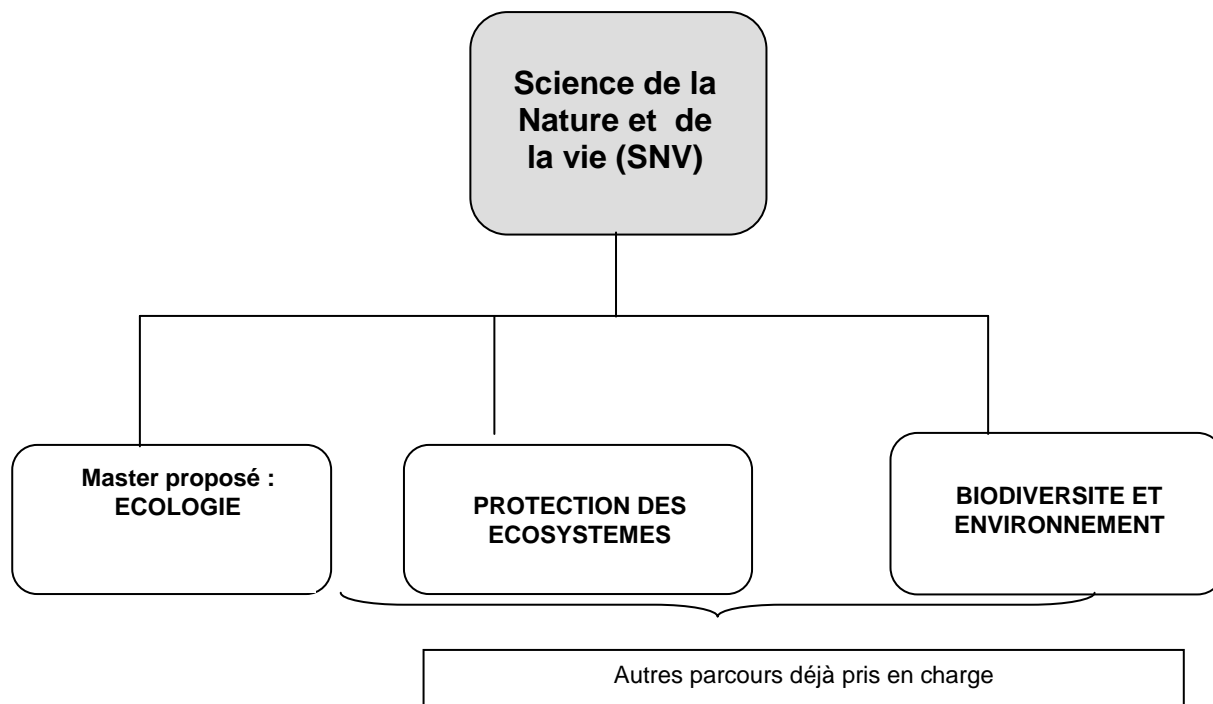 Science de la
Nature et de
la vie (SNV)
Master proposé :
ECOLOGIE
PROTECTION DES
ECOSYSTEMES
BIODIVERSITE ET
ENVIRONNEMENT
Autres parcours déjà pris en charge